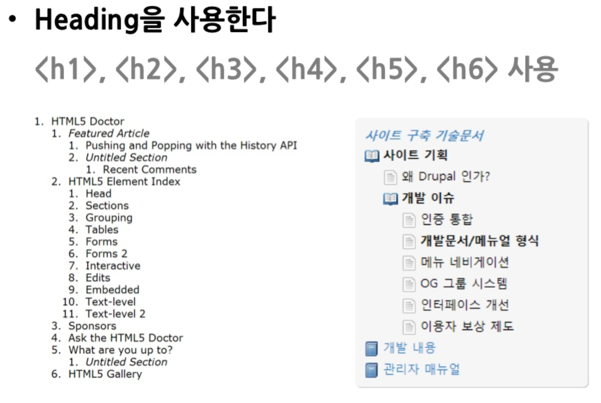 • Heading을 사용한다
<h1>, <h2>, <h3>, <h4>, <h5>, <h6> 사용
1. HTML5 Doctor
1. Featured Article
1. Pushing and Popping with the History API
2. Untitled Section
1. Recent Comments
2. HTML5 Element Index
1. Head
2. Sections
3. Grouping
4. Tables
5. Forms
6. Forms 2
7. Interactive
8. Edits
9. Embedded
10. Text-level
11. Text-level 2
3. Sponsors
4. Ask the HTML5 Doctor
5. What are you up to?
1. Untitled Section
6. HTML5 Gallery
사이트 구축 기술문서
사이트 기획
왜 Drupal 인가?
개발 이슈
인증 통합
개발문서/메뉴얼 형식
메뉴 네비게이션
OG 그룹 시스템
인터페이스 개선
이용자 보상 제도
개발 내용
관리자 매뉴얼